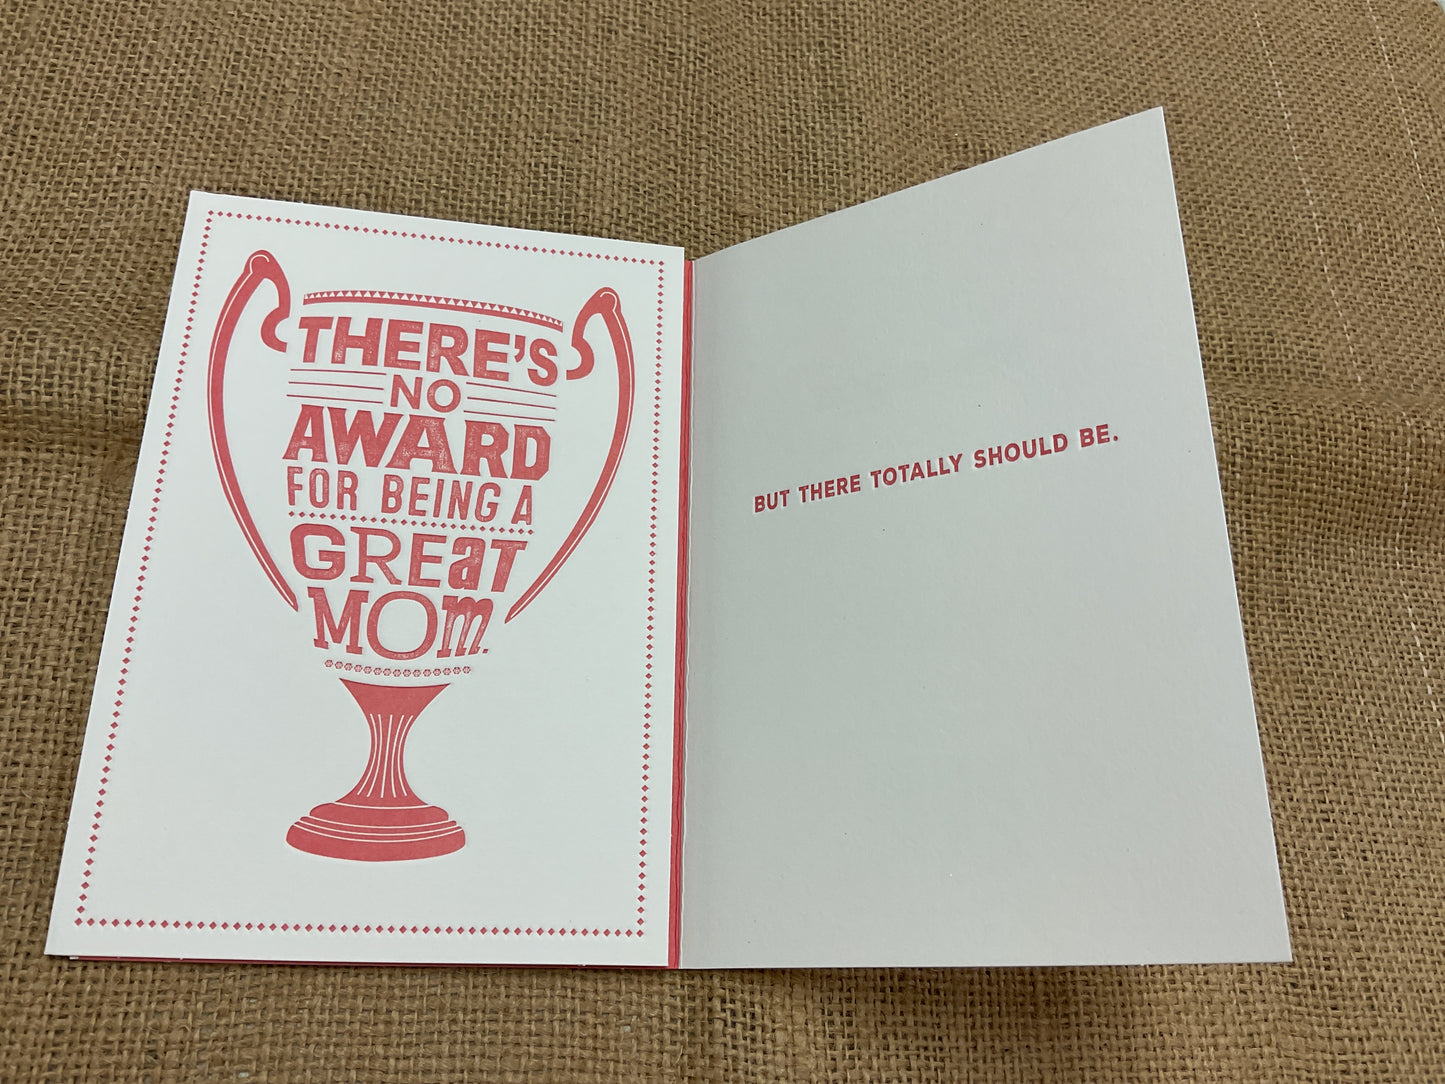 THERE'S
NO
AWARD
FOR BEING A
GREAT
MOM.
BUT THERE TOTALLY SHOULD BE.